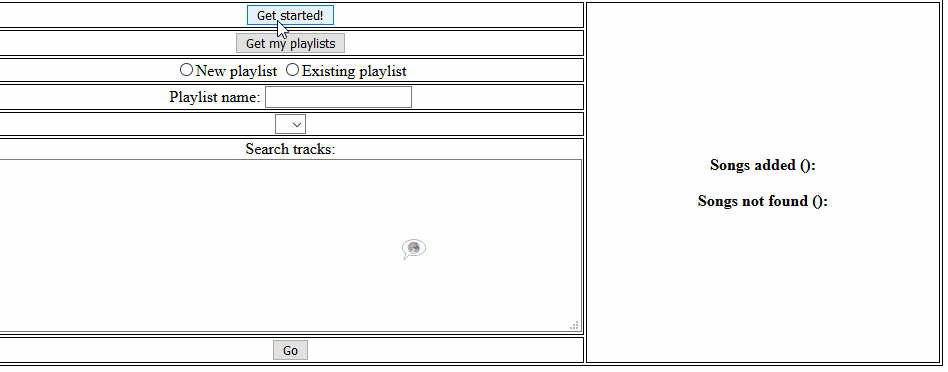 Get started!
Get my playlists
New playlist Existing playlist
Playlist name:
Search tracks:
Go
Songs added ():
Songs not found ():